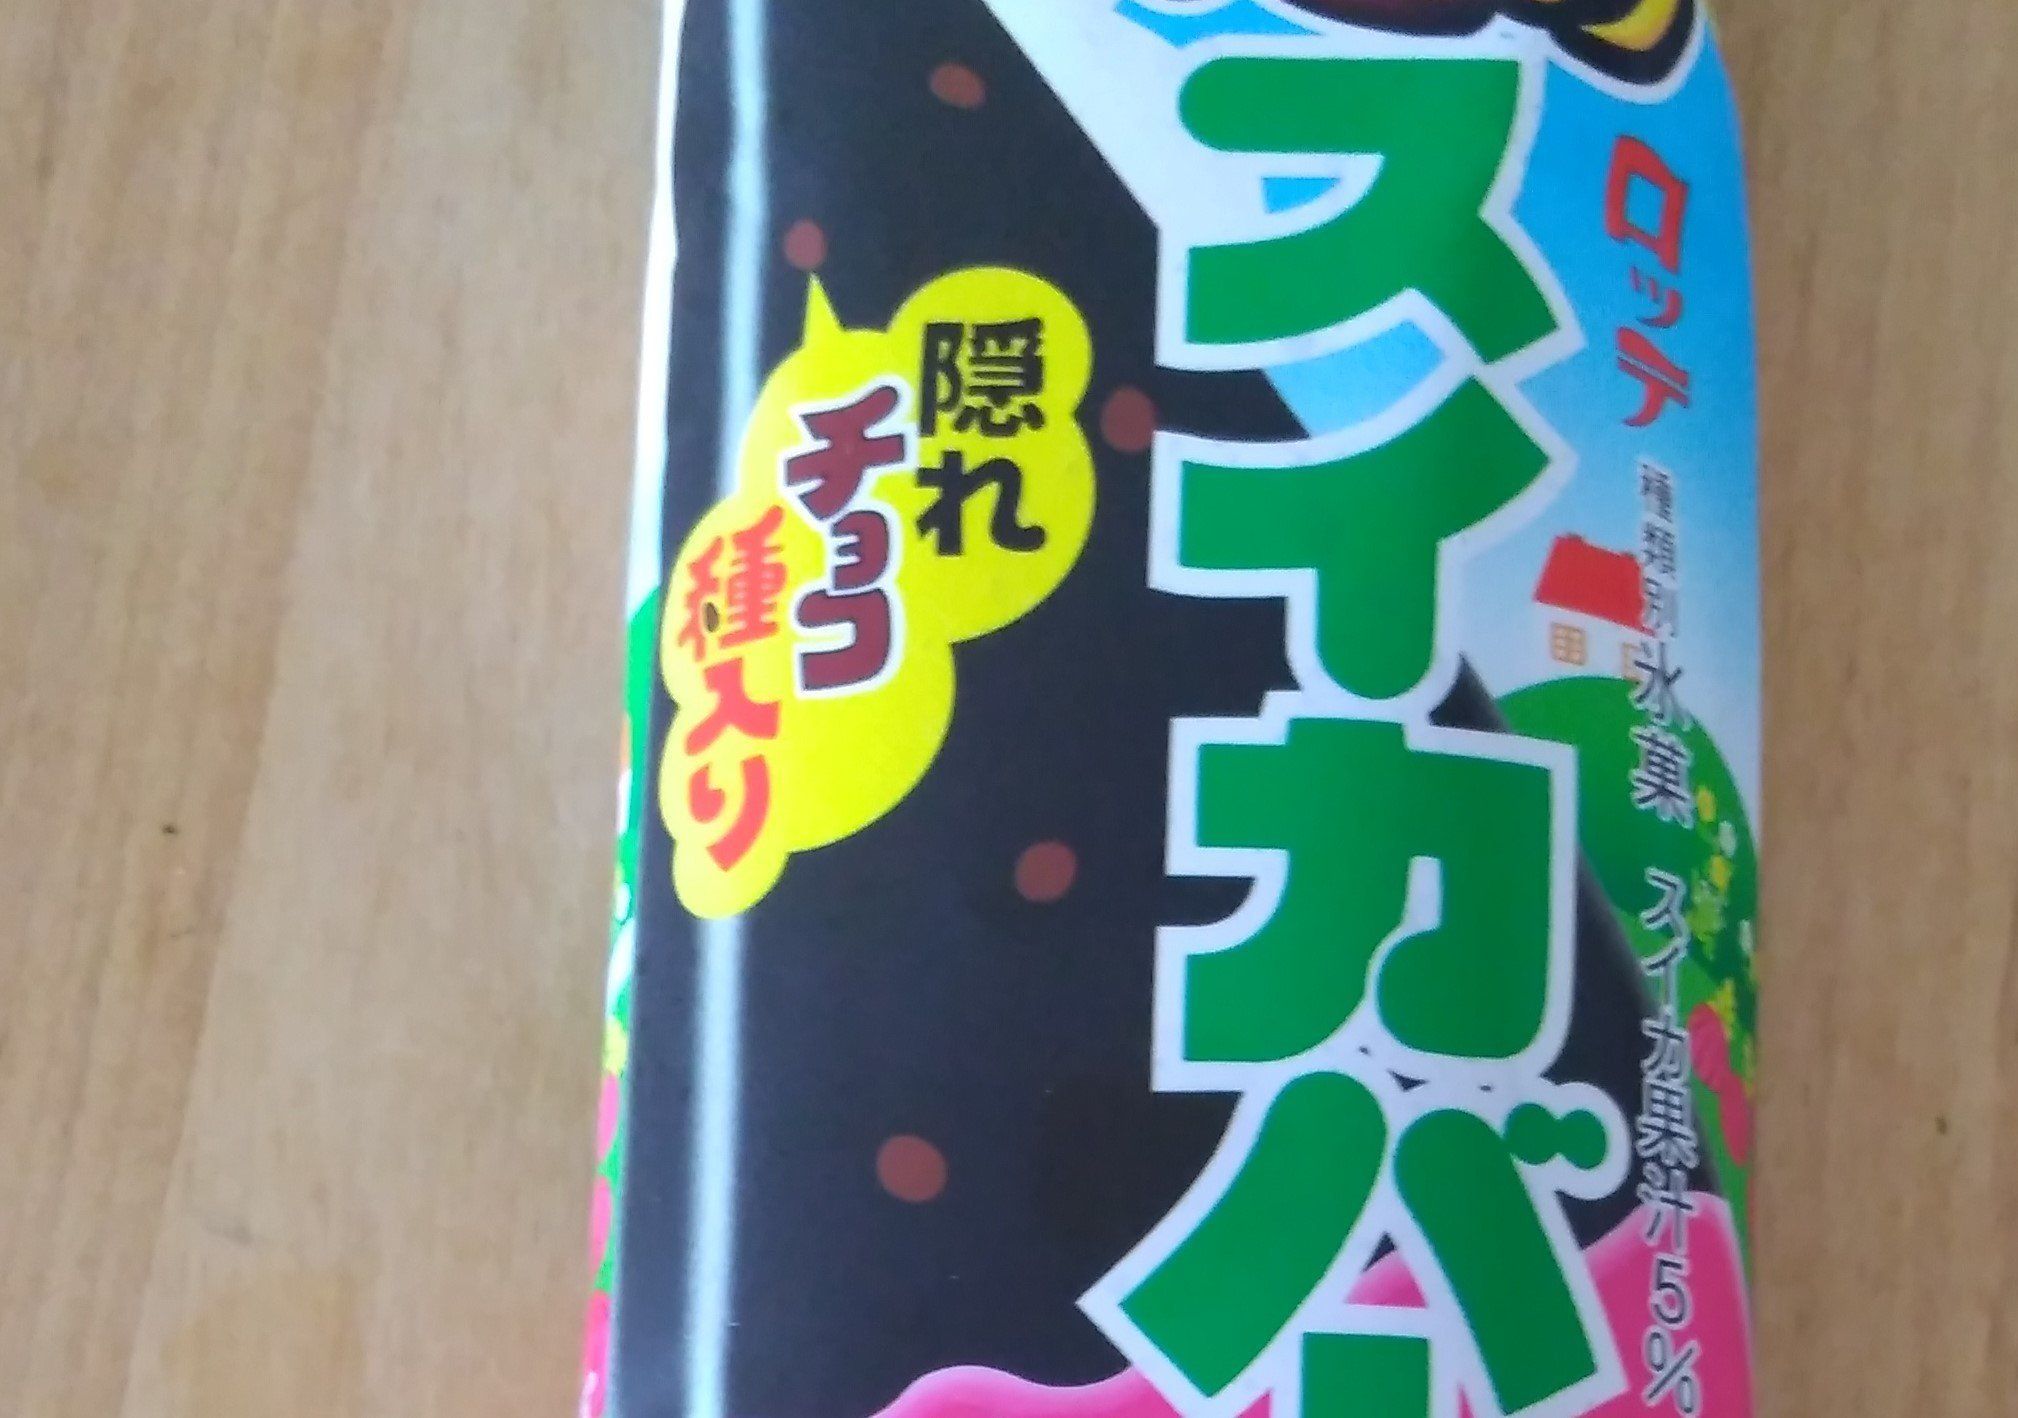 ロッテ
種類別 氷菓 スイカ果汁5%
スイカバー
隠れ
チョコ
種入り